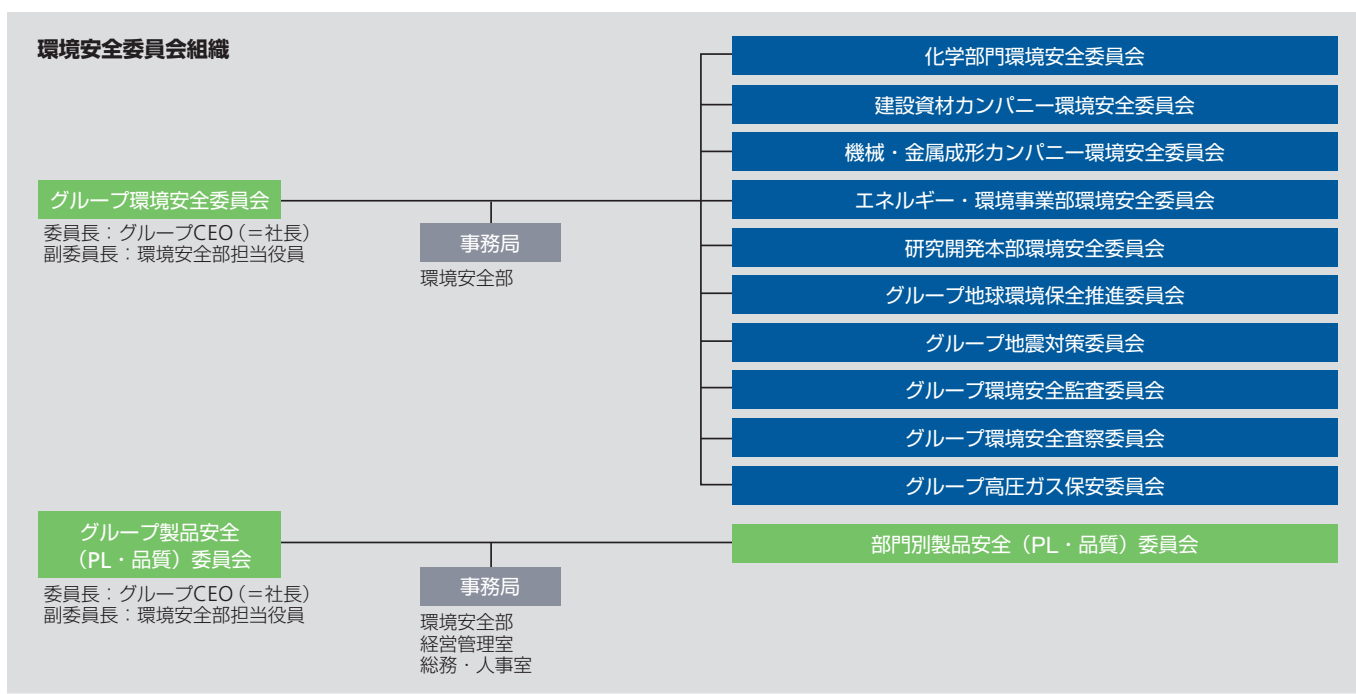 環境安全委員会組織
グループ環境安全委員会
委員長：グループCEO（＝社長）
副委員長：環境安全部担当役員
事務局
環境安全部
化学部門環境安全委員会
建設資材カンパニー環境安全委員会
機械・金属成形カンパニー環境安全委員会
エネルギー・環境事業部環境安全委員会
研究開発本部環境安全委員会
グループ地球環境保全推進委員会
グループ地震対策委員会
グループ環境安全監査委員会
グループ環境安全査察委員会
グループ高圧ガス保安委員会
グループ製品安全
（PL・品質）委員会
委員長：グループCEO（＝社長）
副委員長：環境安全部担当役員
事務局
環境安全部
経営管理室
総務・人事室
部門別製品安全（PL・品質）委員会